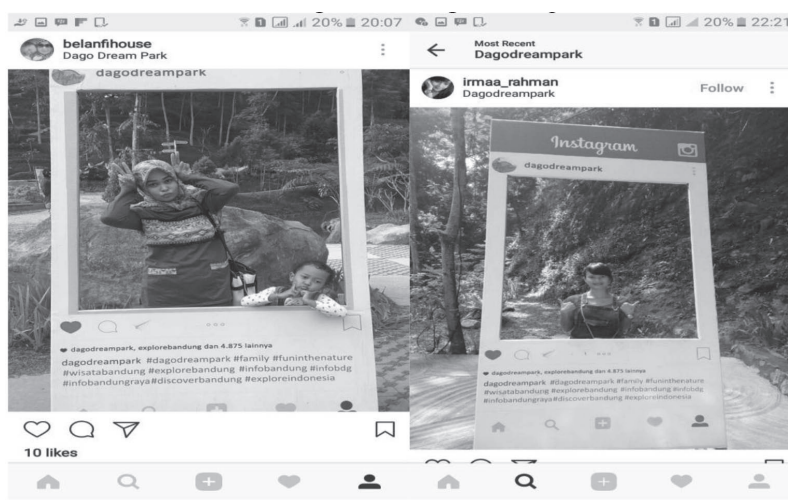 20% 20:07
belanfihouse
Dago Dream Park
dagodreampark
dagodreampark, explorebandung dan 4.875 lainnya
dagodreampark #dagodreampark #family #funinthenature
#wisatabandung #explorebandung #infobandung #infobdg
#infobandungraya#discoverbandung #exploreindonesia
10 likes
20% 22:21
Most Recent
Dagodreampark
irmaa_rahman
Dagodreampark
Follow
Instagram
dagodreampark
dagodreampark, explorebandung dan 4.875 lainnya
dagodreampark #dagodreampark #family #funinthenature
#wisatabandung #explorebandung #infobandung #infobdg
#infobandungraya#discoverbandung #exploreindonesia